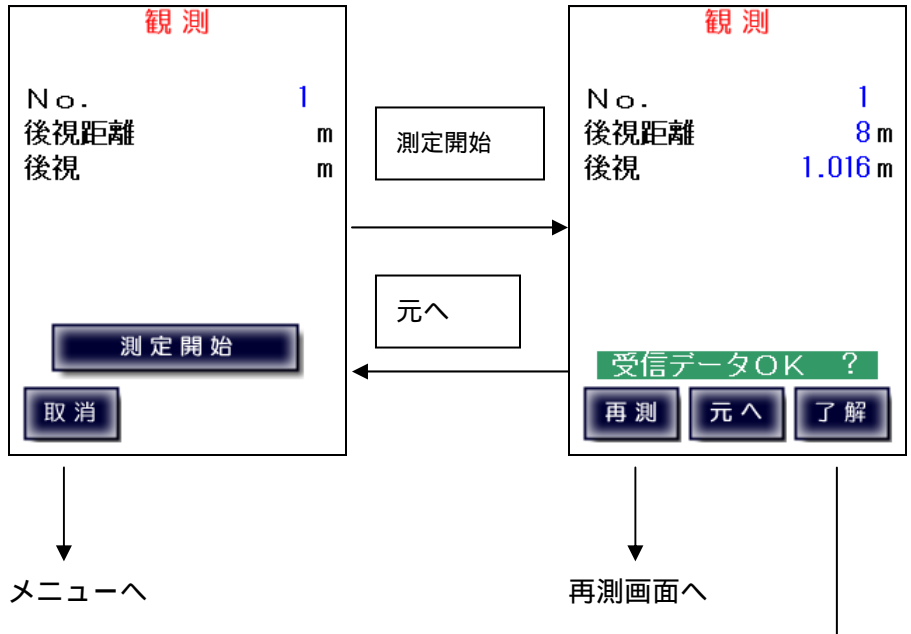 観測
No. 1
後視距離 m
後視 m
測定開始
取消
メニューへ
測定開始
元へ
観測
No. 1
後視距離 8m
後視 1.016m
受信データOK ?
再測 元へ 了解
再測画面へ